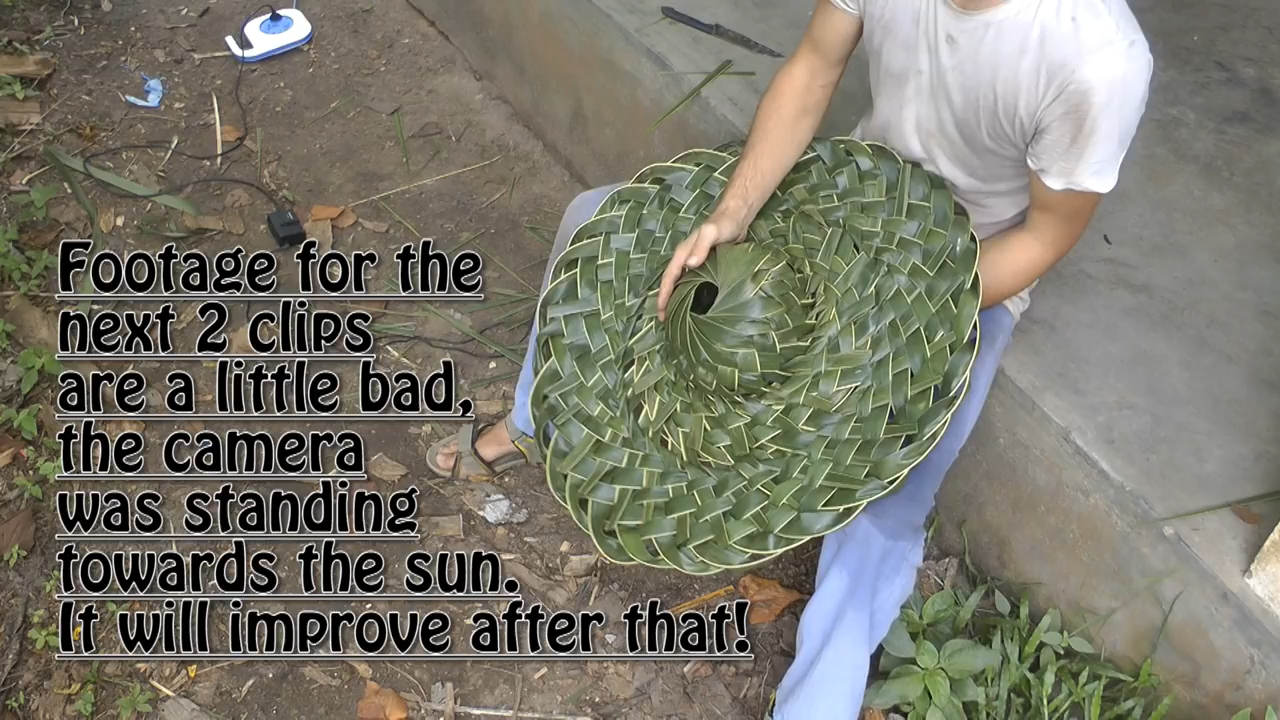 Footage for the
next 2 clips
are a little bad,
the camera
was standing
towards the sun.
It will improve after that!